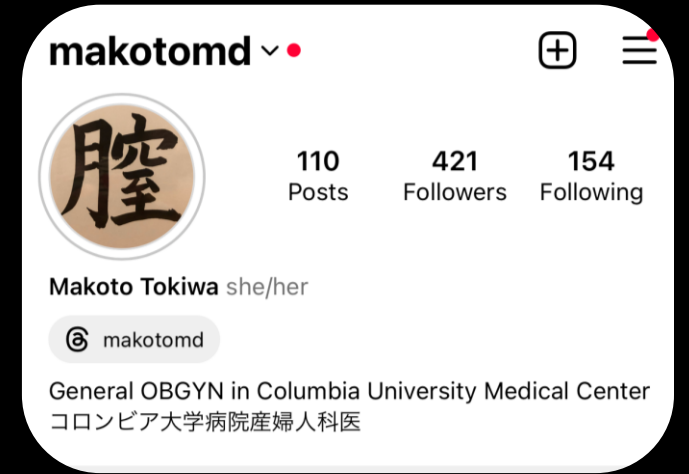 makotomd
110 Posts
421 Followers
154 Following
膣
Makoto Tokiwa she/her
makotomd
General OBGYN in Columbia University Medical Center
コロンビア大学病院産婦人科医